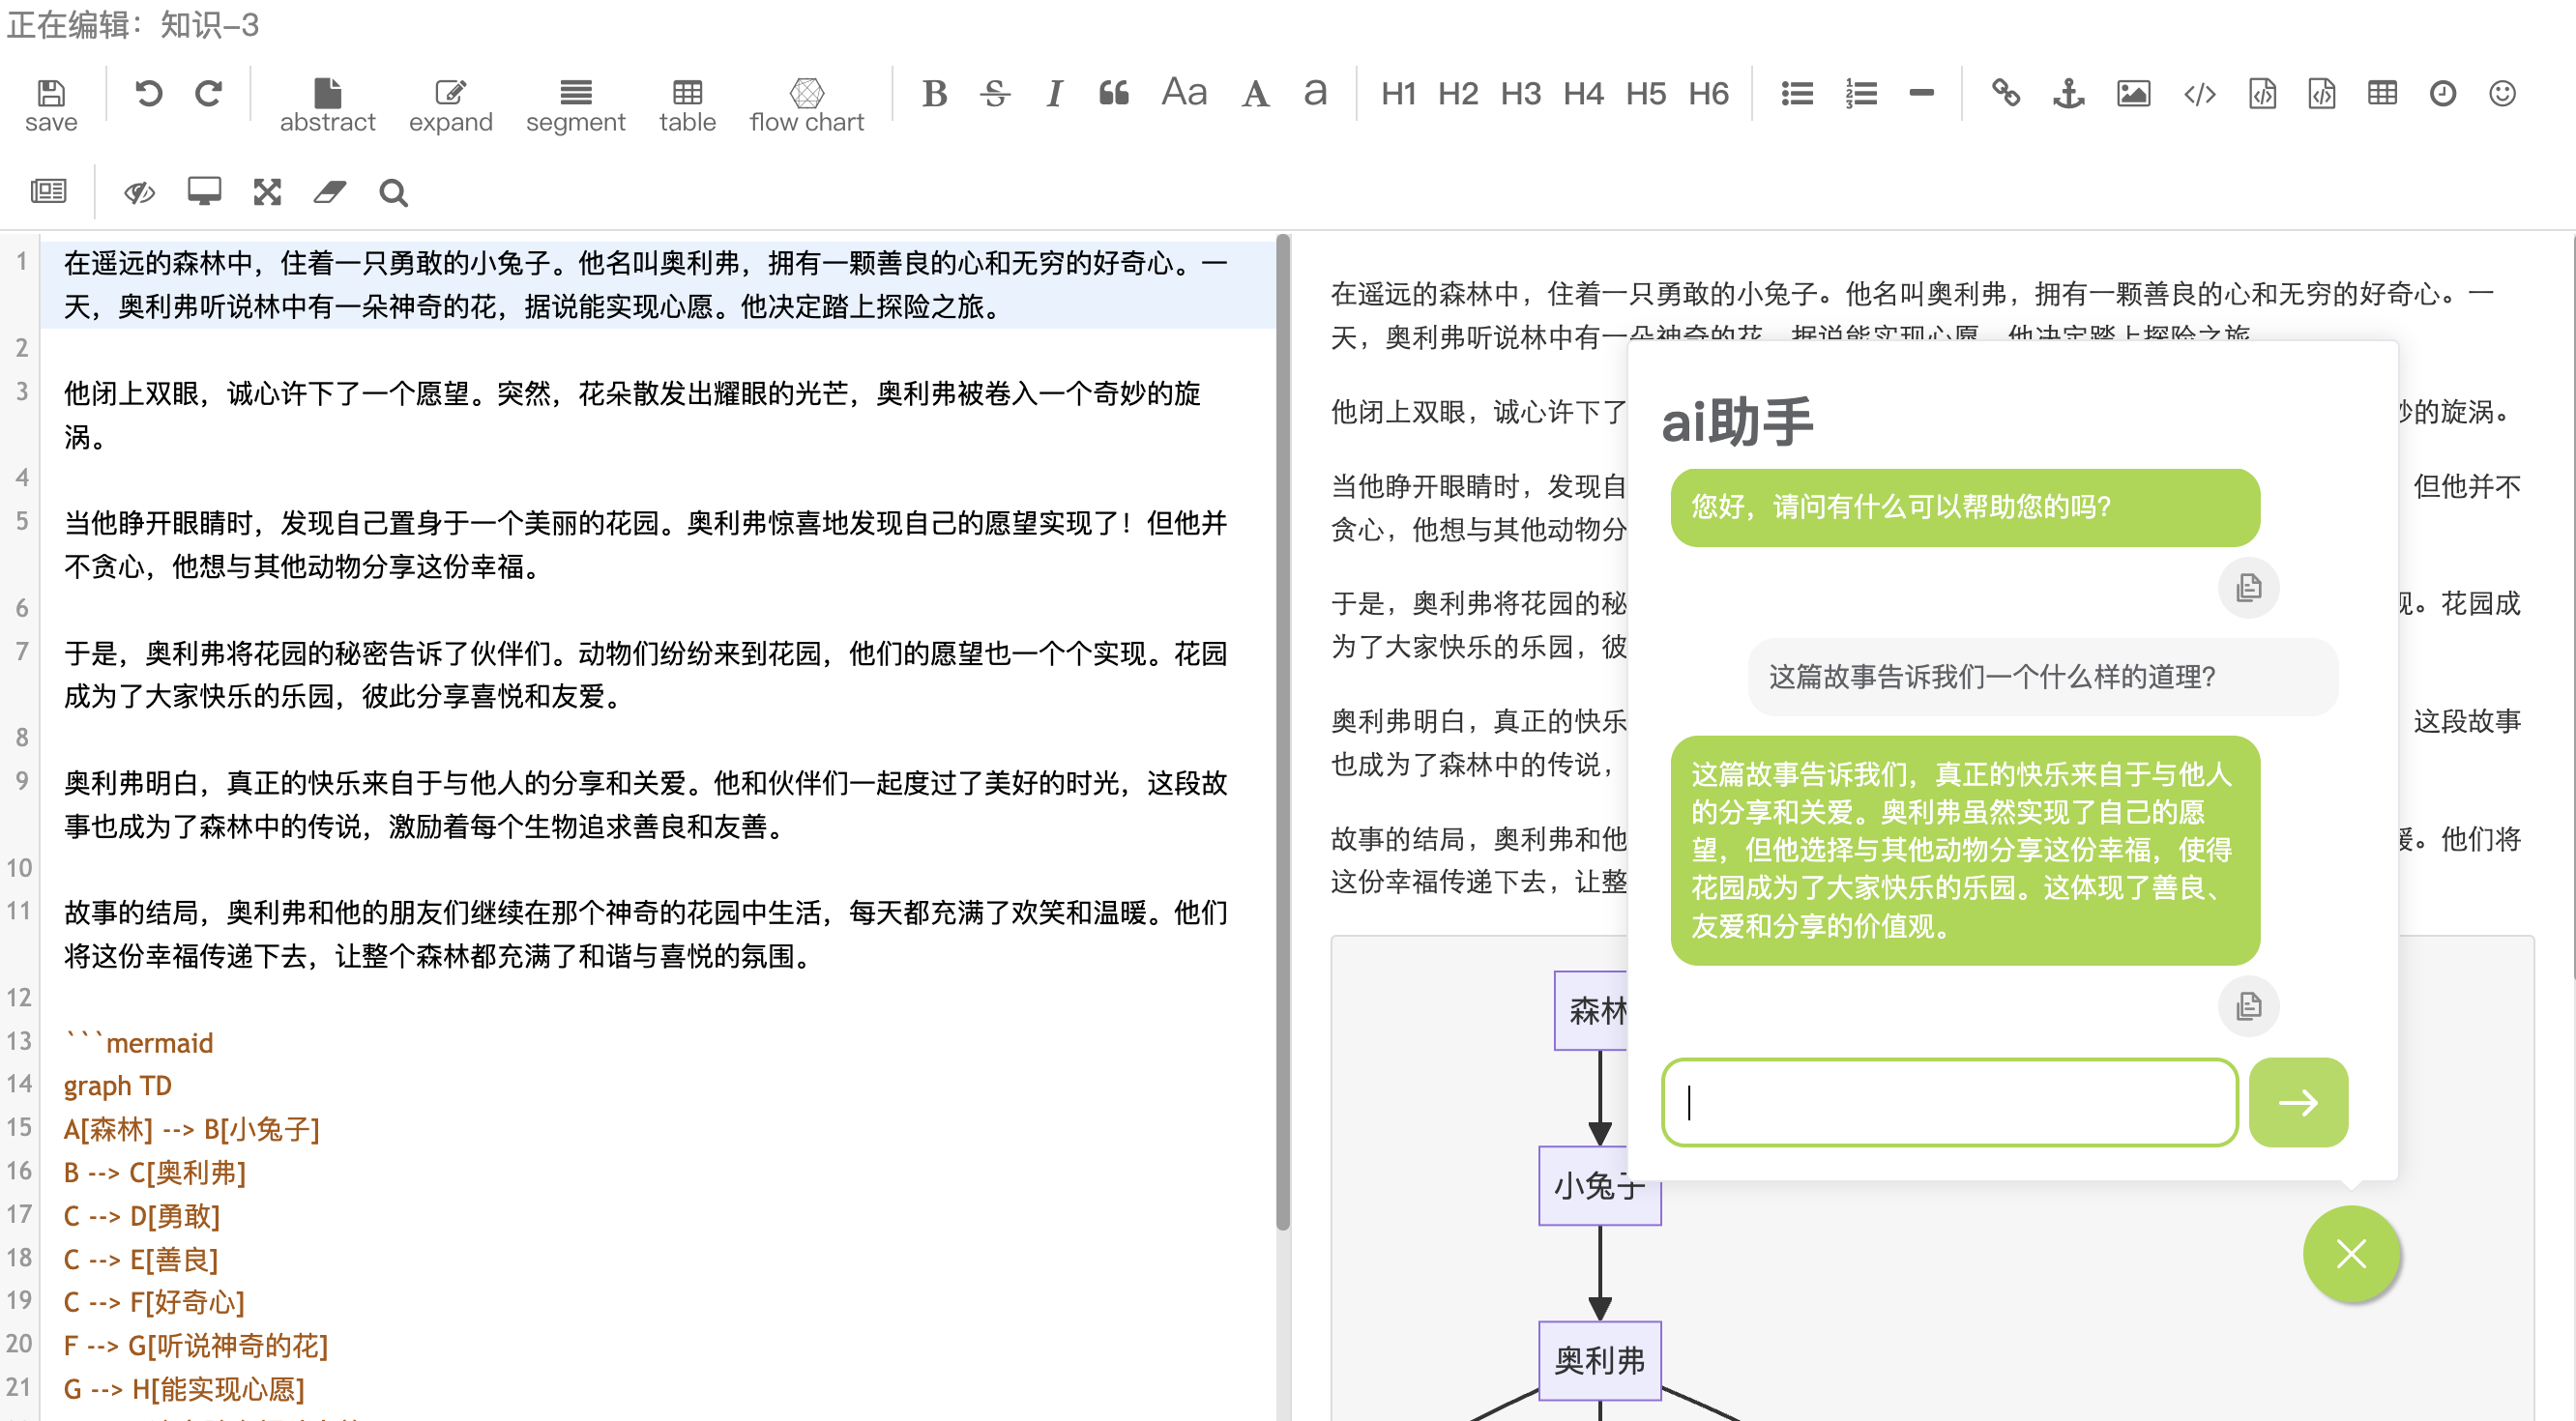 正在编辑：知识-3
save
abstract
expand
segment
table
flow chart
B S I Aa A a
H1 H2 H3 H4 H5 H6
1
在遥远的森林中，住着一只勇敢的小兔子。他名叫奥利弗，拥有一颗善良的心和无穷的好奇心。一
天，奥利弗听说林中有一朵神奇的花，据说能实现心愿。他决定踏上探险之旅。
2
3
他闭上双眼，诚心许下了一个愿望。突然，花朵散发出耀眼的光芒，奥利弗被卷入一个奇妙的旋
涡。
4
5
当他睁开眼睛时，发现自己置身于一个美丽的花园。奥利弗惊喜地发现自己的愿望实现了！但他并
不贪心，他想与其他动物分享这份幸福。
6
7
于是，奥利弗将花园的秘密告诉了伙伴们。动物们纷纷来到花园，他们的愿望也一个个实现。花园
成为了大家快乐的乐园，彼此分享喜悦和友爱。
8
9
奥利弗明白，真正的快乐来自于与他人的分享和关爱。他和伙伴们一起度过了美好的时光，这段故
事也成为了森林中的传说，激励着每个生物追求善良和友善。
10
11
故事的结局，奥利弗和他的朋友们继续在那个神奇的花园中生活，每天都充满了欢笑和温暖。他们
将这份幸福传递下去，让整个森林都充满了和谐与喜悦的氛围。
12
13 ```mermaid
14 graph TD
15 A[森林] --> B[小兔子]
16 B --> C[奥利弗]
17 C --> D[勇敢]
18 C --> E[善良]
19 C --> F[好奇心]
20 F --> G[听说神奇的花]
21 G --> H[能实现心愿]
在遥远的森林中，住着一只勇敢的小兔子。他名叫奥利弗，拥有一颗善良的心和无穷的好奇心。一
天，奥利弗听说林中有一朵神奇的花，据说能实现心愿。他决定踏上探险之旅。
他闭上双眼，诚心许下了
的旋涡。
当他睁开眼睛时，发现自
但他并不
贪心，他想与其他动物分
于是，奥利弗将花园的秘
。花园成
为了大家快乐的乐园，彼
奥利弗明白，真正的快乐
这段故事
也成为了森林中的传说，
故事的结局，奥利弗和他
。他们将
这份幸福传递下去，让整
森林
小兔子
奥利弗
ai助手
您好，请问有什么可以帮助您的吗？
这篇故事告诉我们一个什么样的道理？
这篇故事告诉我们，真正的快乐来自于与他人
的分享和关爱。奥利弗虽然实现了自己的愿
望，但他选择与其他动物分享这份幸福，使得
花园成为了大家快乐的乐园。这体现了善良、
友爱和分享的价值观。